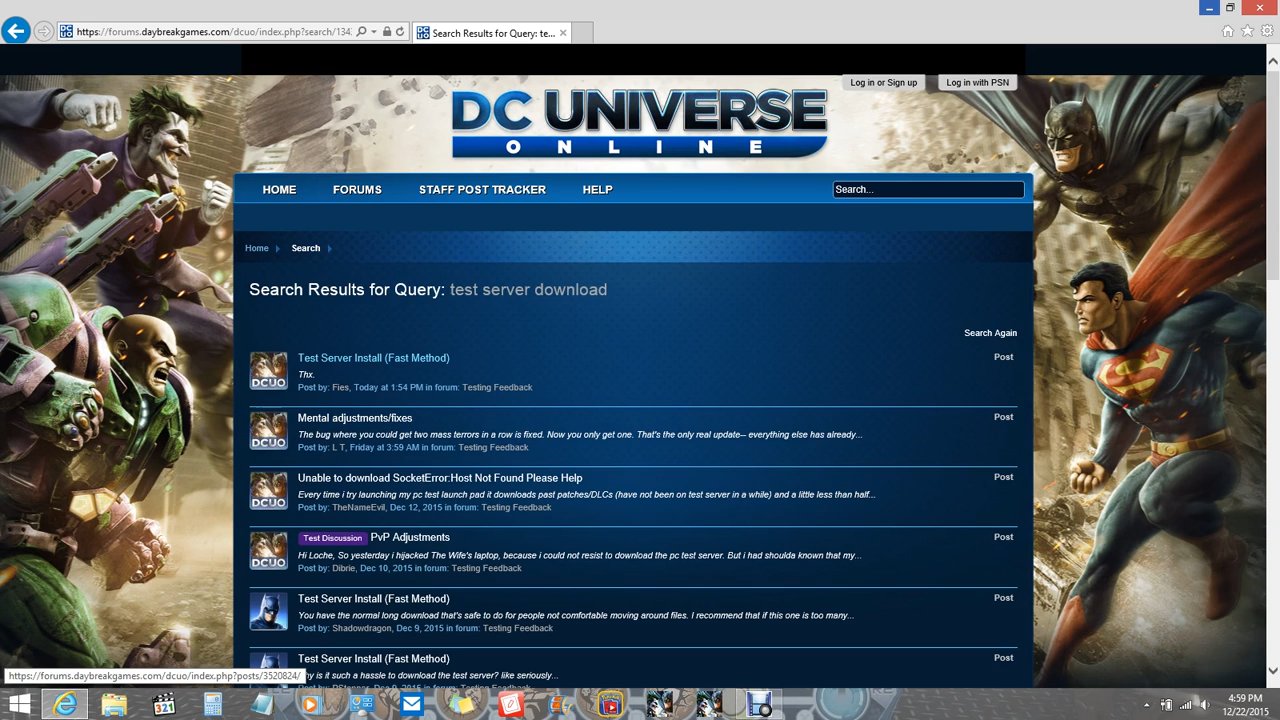 https://forums.daybreakgames.com/dcuo/index.php?search/134
Search Results for Query: te...
Log in or Sign up
Log in with PSN
DC UNIVERSE
ONLINE
HOME
FORUMS
STAFF POST TRACKER
HELP
Search...
Home
Search
Search Results for Query: test server download
Search Again
Test Server Install (Fast Method)
Post
Thx.
DCUO
Post by: Fies, Today at 1:54 PM in forum: Testing Feedback
Mental adjustments/fixes
Post
The bug where you could get two mass terrors in a row is fixed. Now you only get one. That's the only real update-- everything else has already...
DCUO
Post by: L T, Friday at 3:59 AM in forum: Testing Feedback
Unable to download SocketError:Host Not Found Please Help
Post
Every time i try launching my pc test launch pad it downloads past patches/DLCs (have not been on test server in a while) and a little less than half...
DCUO
Post by: TheNameEvil, Dec 12, 2015 in forum: Testing Feedback
Test Discussion PvP Adjustments
Post
Hi Loche, So yesterday i hijacked The Wife's laptop, because i could not resist to download the pc test server. But i had shoulda known that my...
DCUO
Post by: Dibrie, Dec 10, 2015 in forum: Testing Feedback
Test Server Install (Fast Method)
Post
You have the normal long download that's safe to do for people not comfortable moving around files. I recommend that if this one is too many...
Post by: Shadowdragon, Dec 9, 2015 in forum: Testing Feedback
Test Server Install (Fast Method)
Post
is it such a hassle to download the test server? like seriously...
https://forums.daybreakgames.com/dcuo/index.php?posts/3520824/
321
4:59 PM
12/22/2015